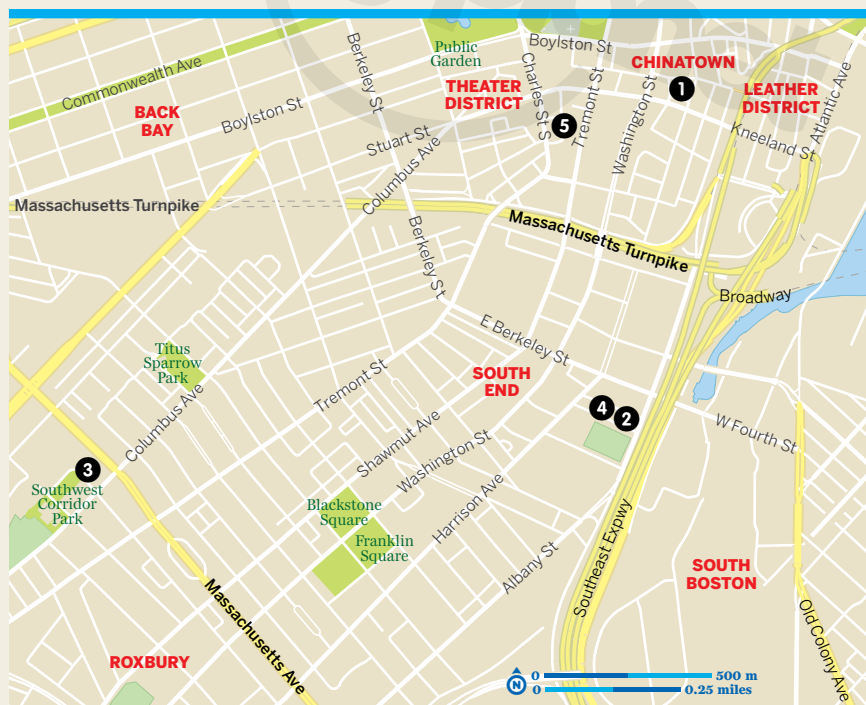 Public
Garden
Boylston St
CHINATOWN
Berkeley St
THEATER
DISTRICT
Charles St S
Tremont St
Washington St
1
LEATHER
DISTRICT
Atlantic Ave
Commonwealth Ave
BACK
BAY
Boylston St
Stuart St
5
Kneeland St
Columbus Ave
Massachusetts Turnpike
Massachusetts Turnpike
Berkeley St
Broadway
E Berkeley St
Titus
Sparrow
Park
SOUTH
END
Tremont St
Columbus Ave
4
2
W Fourth St
Shawmut Ave
Washington St
3
Southwest
Corridor
Park
Blackstone
Square
Harrison Ave
Franklin
Square
Albany St
Southeast Expwy
SOUTH
BOSTON
Massachusetts Ave
Old Colony Ave
ROXBURY
N
0 500 m
0 0.25 miles